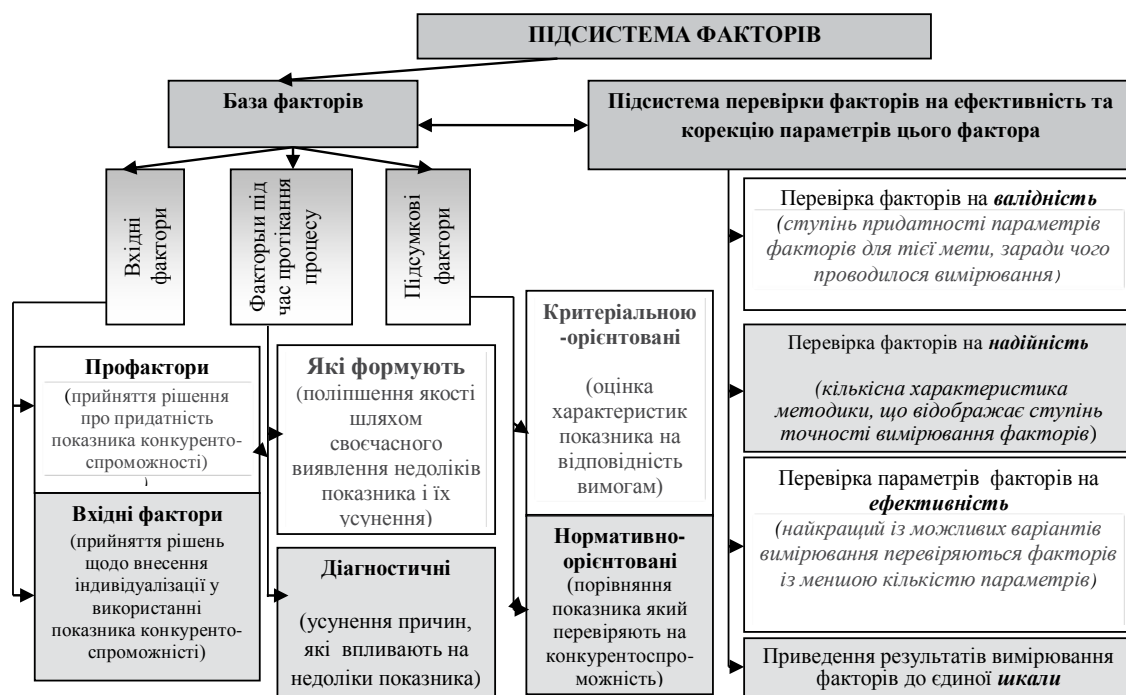 ПІДСИСТЕМА ФАКТОРІВ
База факторів
Підсистема перевірки факторів на ефективність та
корекцію параметрів цього фактора
Вхідні
фактори
Факторыи під
час протікання
процесу
Підсумкові
фактори
Профактори
(прийняття рішення
про придатність
показника конкуренто-
спроможності)
)
Вхідні фактори
(прийняття рішень
щодо внесення
індивідуалізації у
використанні
показника конкуренто-
спроможності)
Які формують
(поліпшення якості
шляхом
своєчасного
виявлення недоліків
показника і їх
усунення)
Діагностичні
(усунення причин,
які впливають на
недоліки показника)
Критеріальною
-орієнтовані
(оцінка
характеристик
показника на
відповідність
вимогам)
Нормативно-
орієнтовані
(порівняння
показника який
перевіряють на
конкурентоспро-
можність)
Перевірка факторів на валідність
(ступінь придатності параметрів
факторів для тієї мети, заради чого
проводилося вимірювання)
Перевірка факторів на надійність
(кількісна характеристика
методики, що відображає ступінь
точності вимірювання факторів)
Перевірка параметрів факторів на
ефективність
(найкращий із можливих варіантів
вимірювання перевіряються факторів
із меншою кількістю параметрів)
Приведення результатів вимірювання
факторів до єдиної шкали